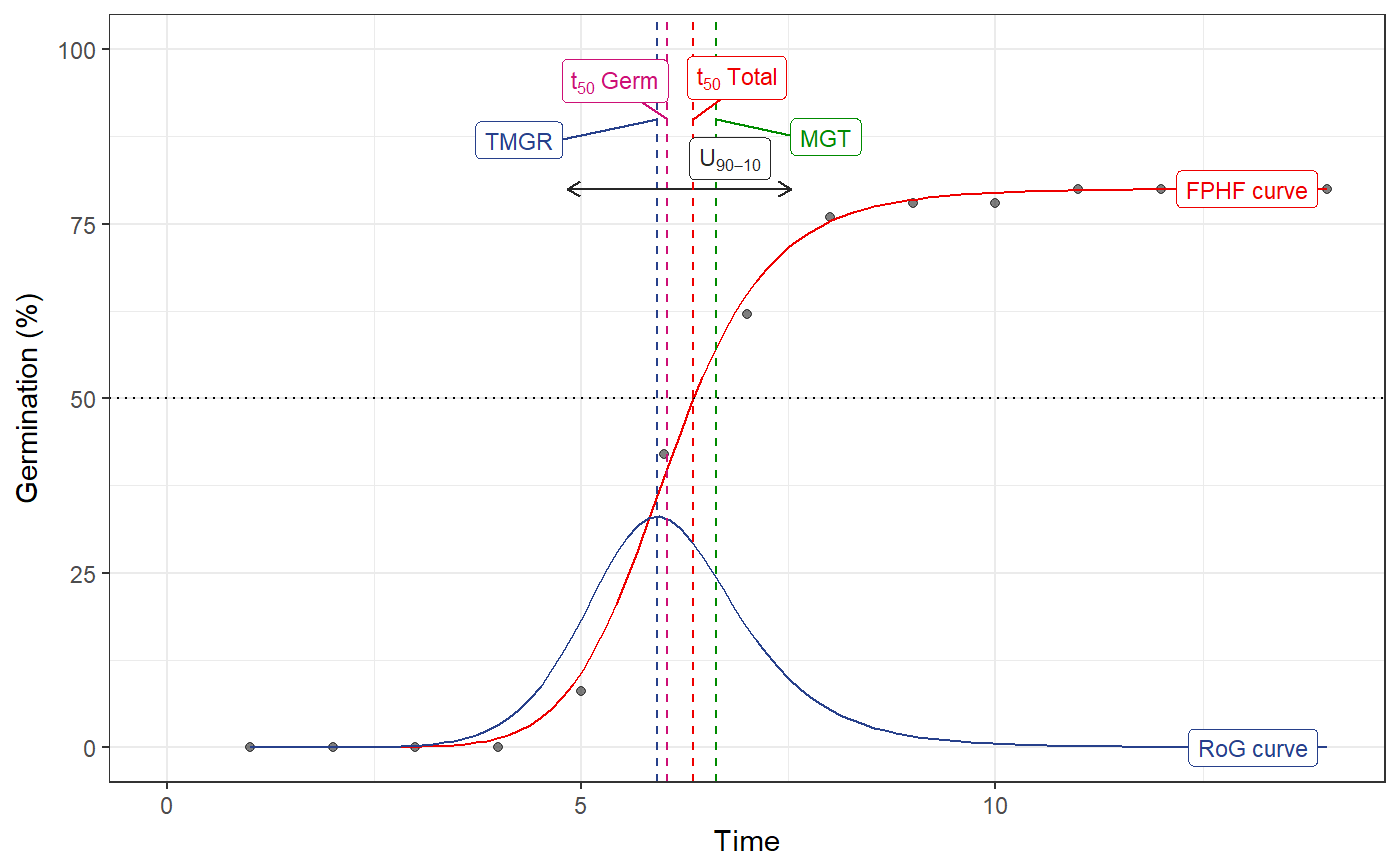 100
75
50
25
0
0
5
10
Germination (%)
Time
t₅₀ Germ
t₅₀ Total
TMGR
MGT
U₉₀₋₁₀
FPHF curve
RoG curve